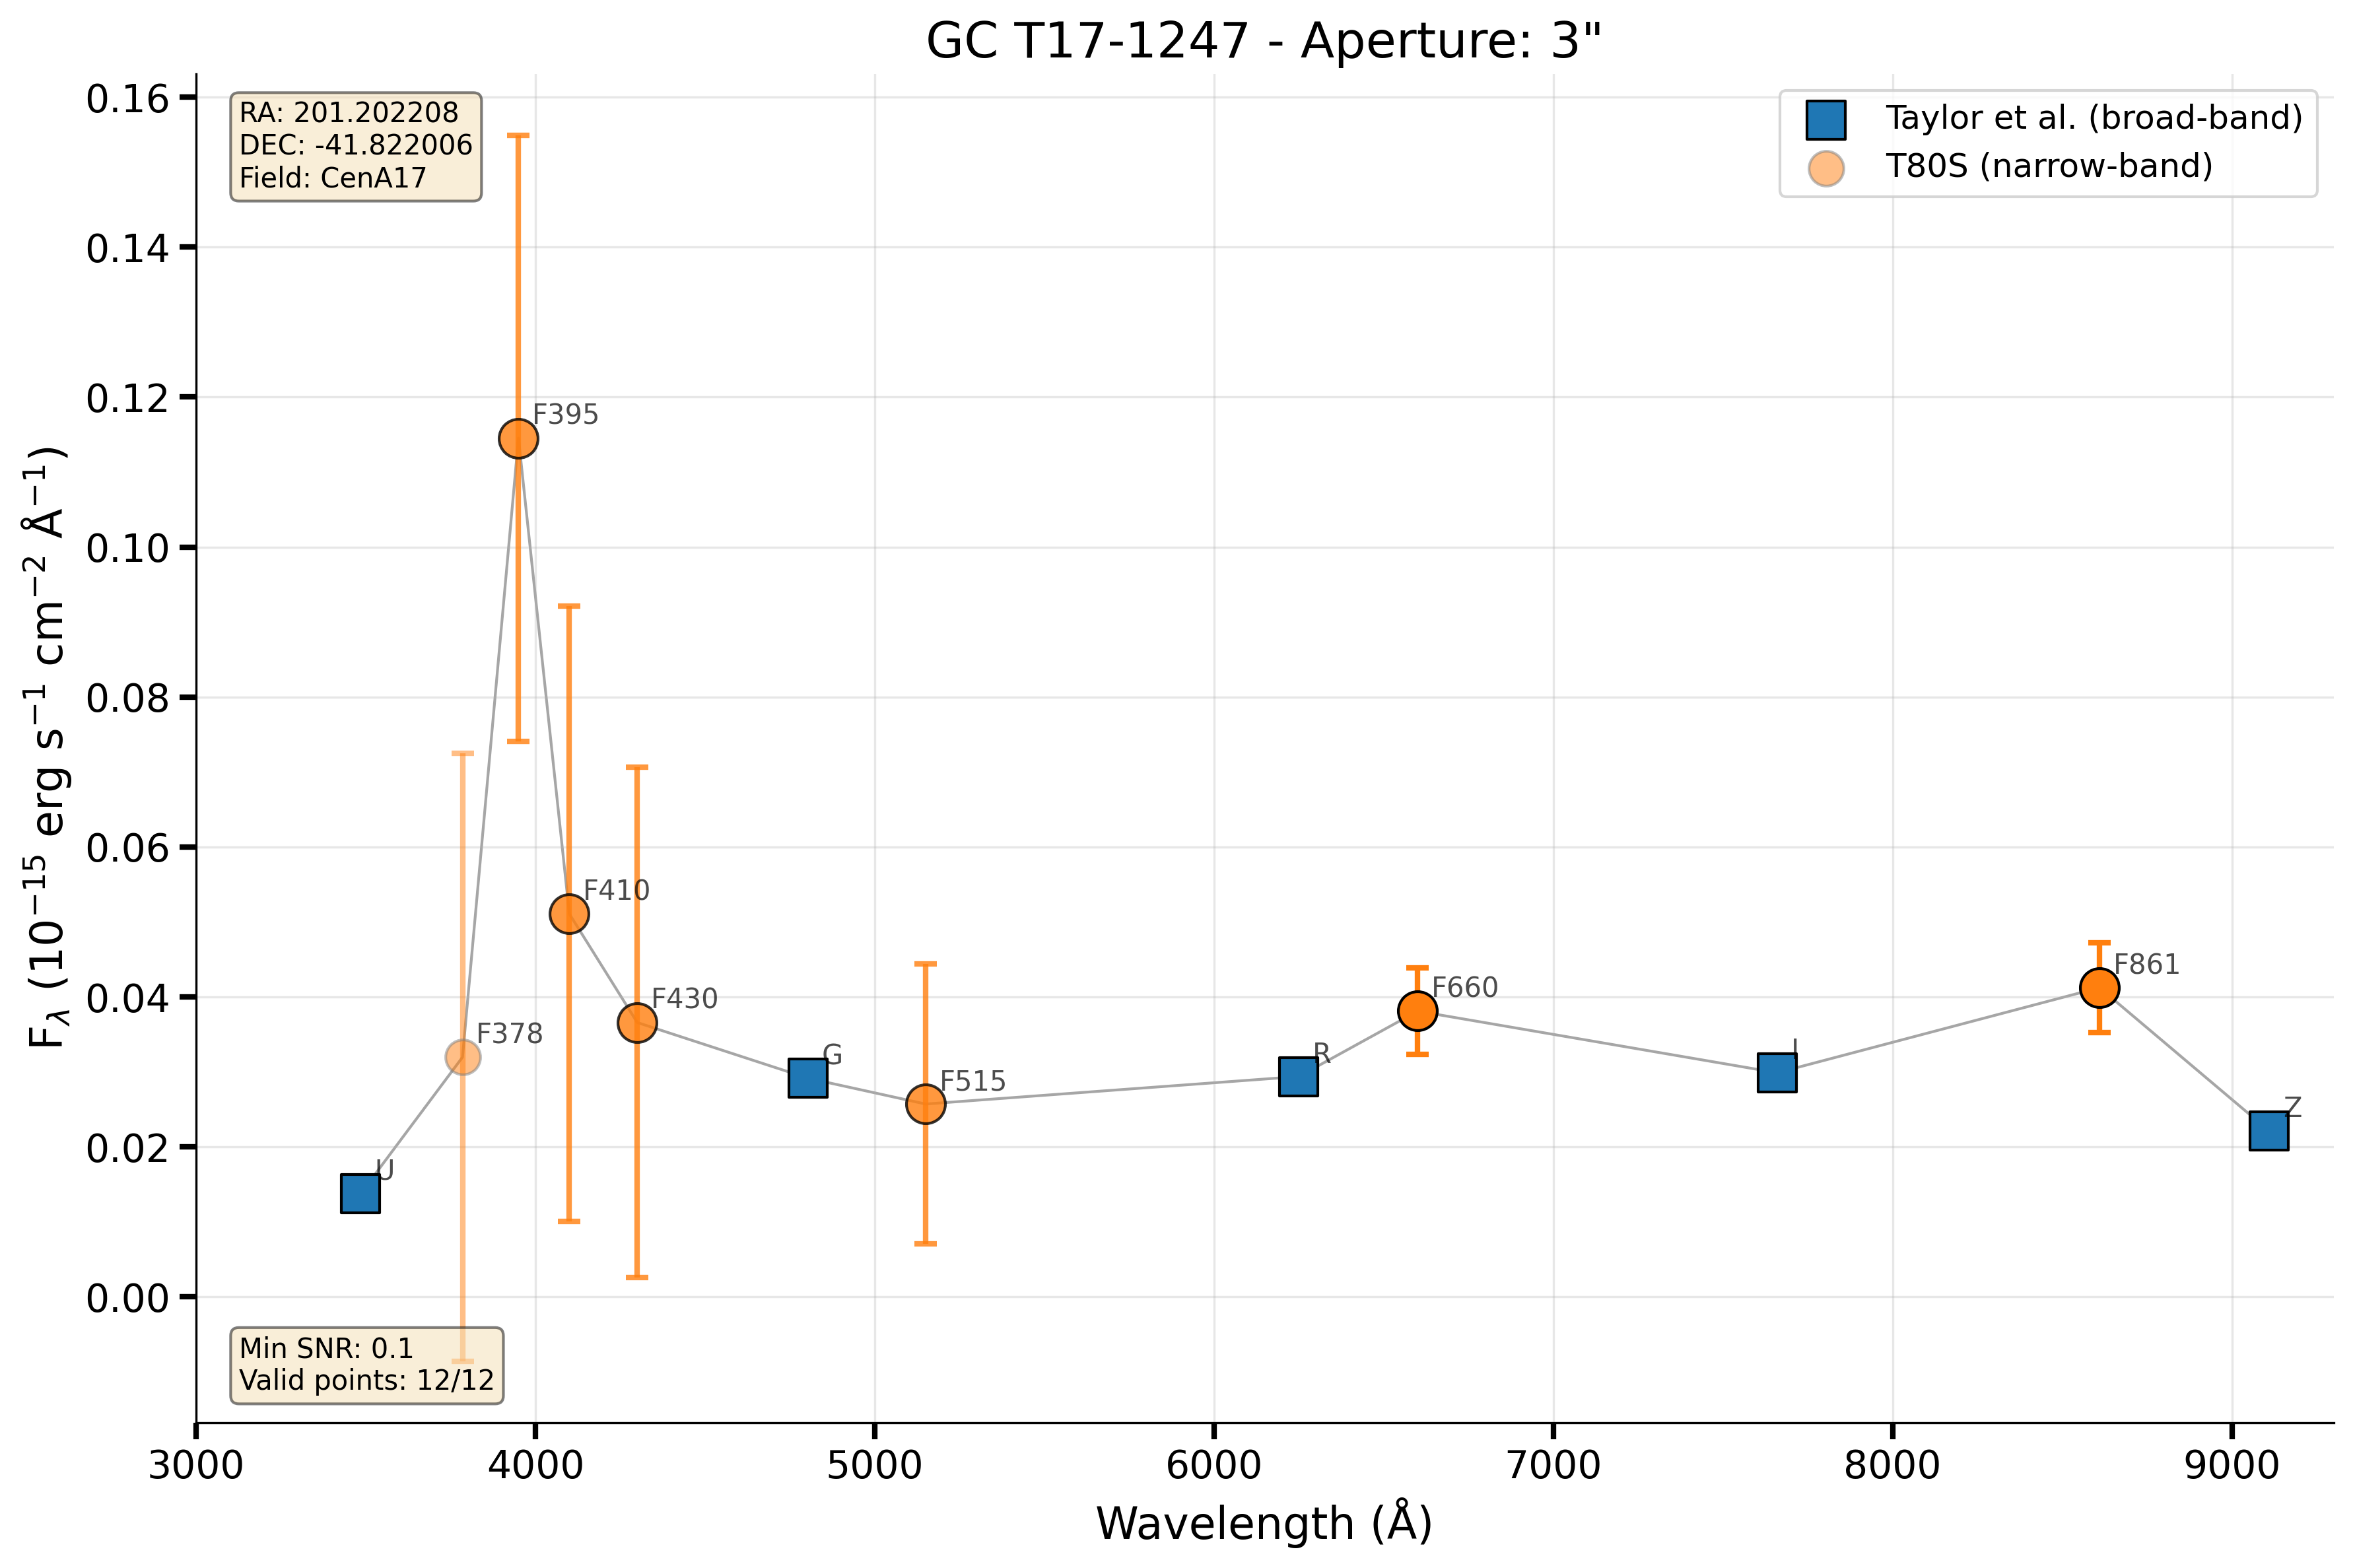 GC T17-1247 - Aperture: 3"
RA: 201.202208
DEC: -41.822006
Field: CenA17
Taylor et al. (broad-band)
T80S (narrow-band)
F_λ (10⁻¹⁵ erg s⁻¹ cm⁻² Å⁻¹)
0.16
0.14
0.12
0.10
0.08
0.06
0.04
0.02
0.00
U
F378
F395
F410
F430
G
F515
R
F660
I
F861
Z
Min SNR: 0.1
Valid points: 12/12
3000 4000 5000 6000 7000 8000 9000
Wavelength (Å)